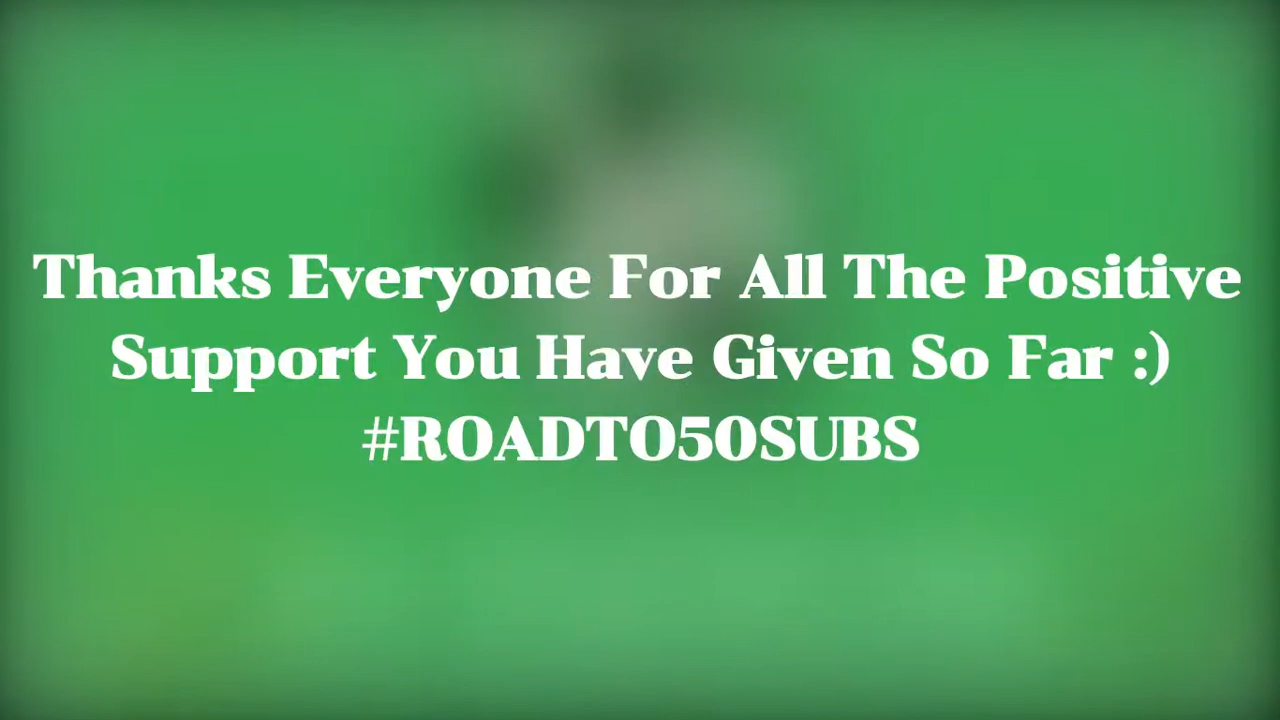 Thanks Everyone For All The Positive
Support You Have Given So Far :)
#ROADTO50SUBS